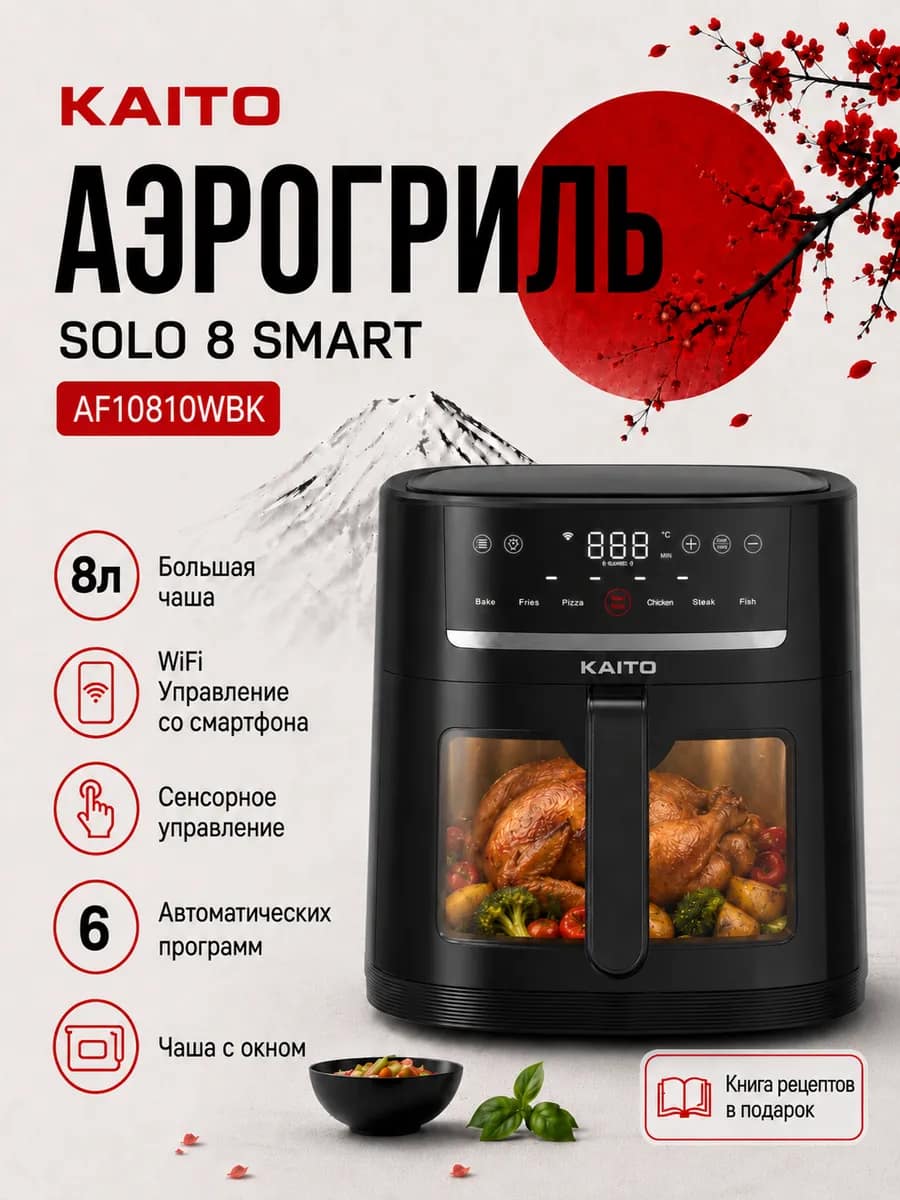 KAITO
АЭРОГРИЛЬ
SOLO 8 SMART
AF10810WBK
8л
Большая
чаша
WiFi
Управление
со смартфона
Сенсорное
управление
6
Автоматических
программ
Чаша с окном
888
°C
MIN
Bake Fries Pizza Chicken Steak Fish
KAITO
Книга рецептов
в подарок